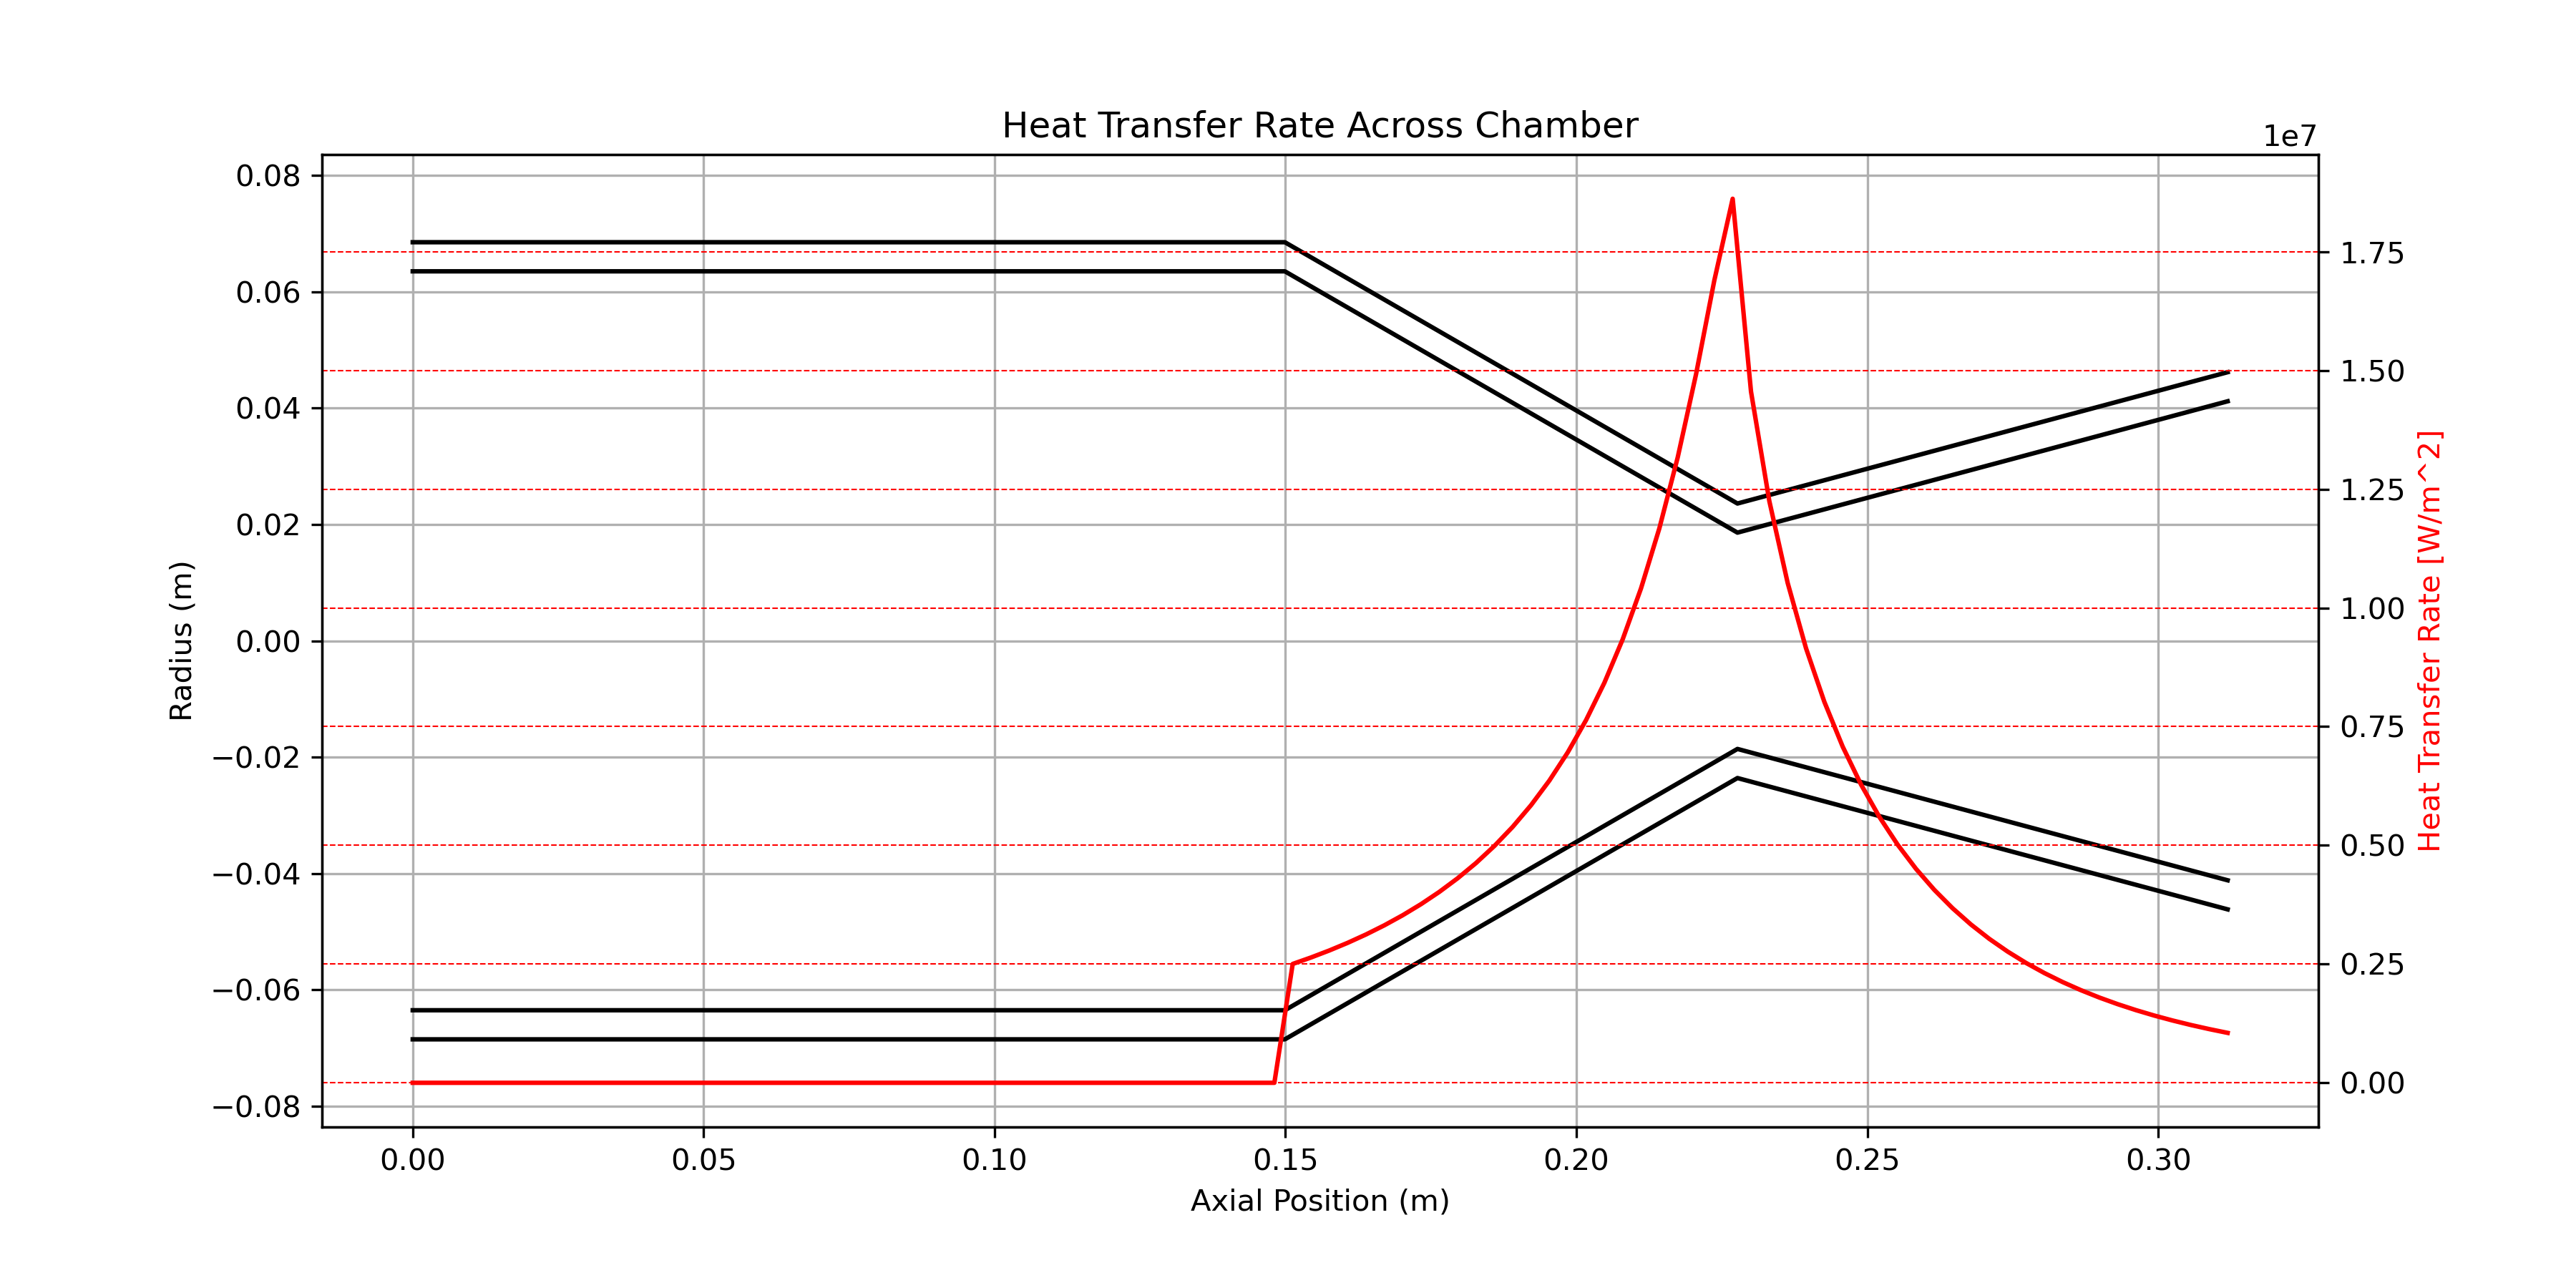 Heat Transfer Rate Across Chamber
1e7
0.08
0.06
0.04
0.02
0.00
−0.02
−0.04
−0.06
−0.08
Radius (m)
1.75
1.50
1.25
1.00
0.75
0.50
0.25
0.00
Heat Transfer Rate [W/m^2]
0.00 0.05 0.10 0.15 0.20 0.25 0.30
Axial Position (m)